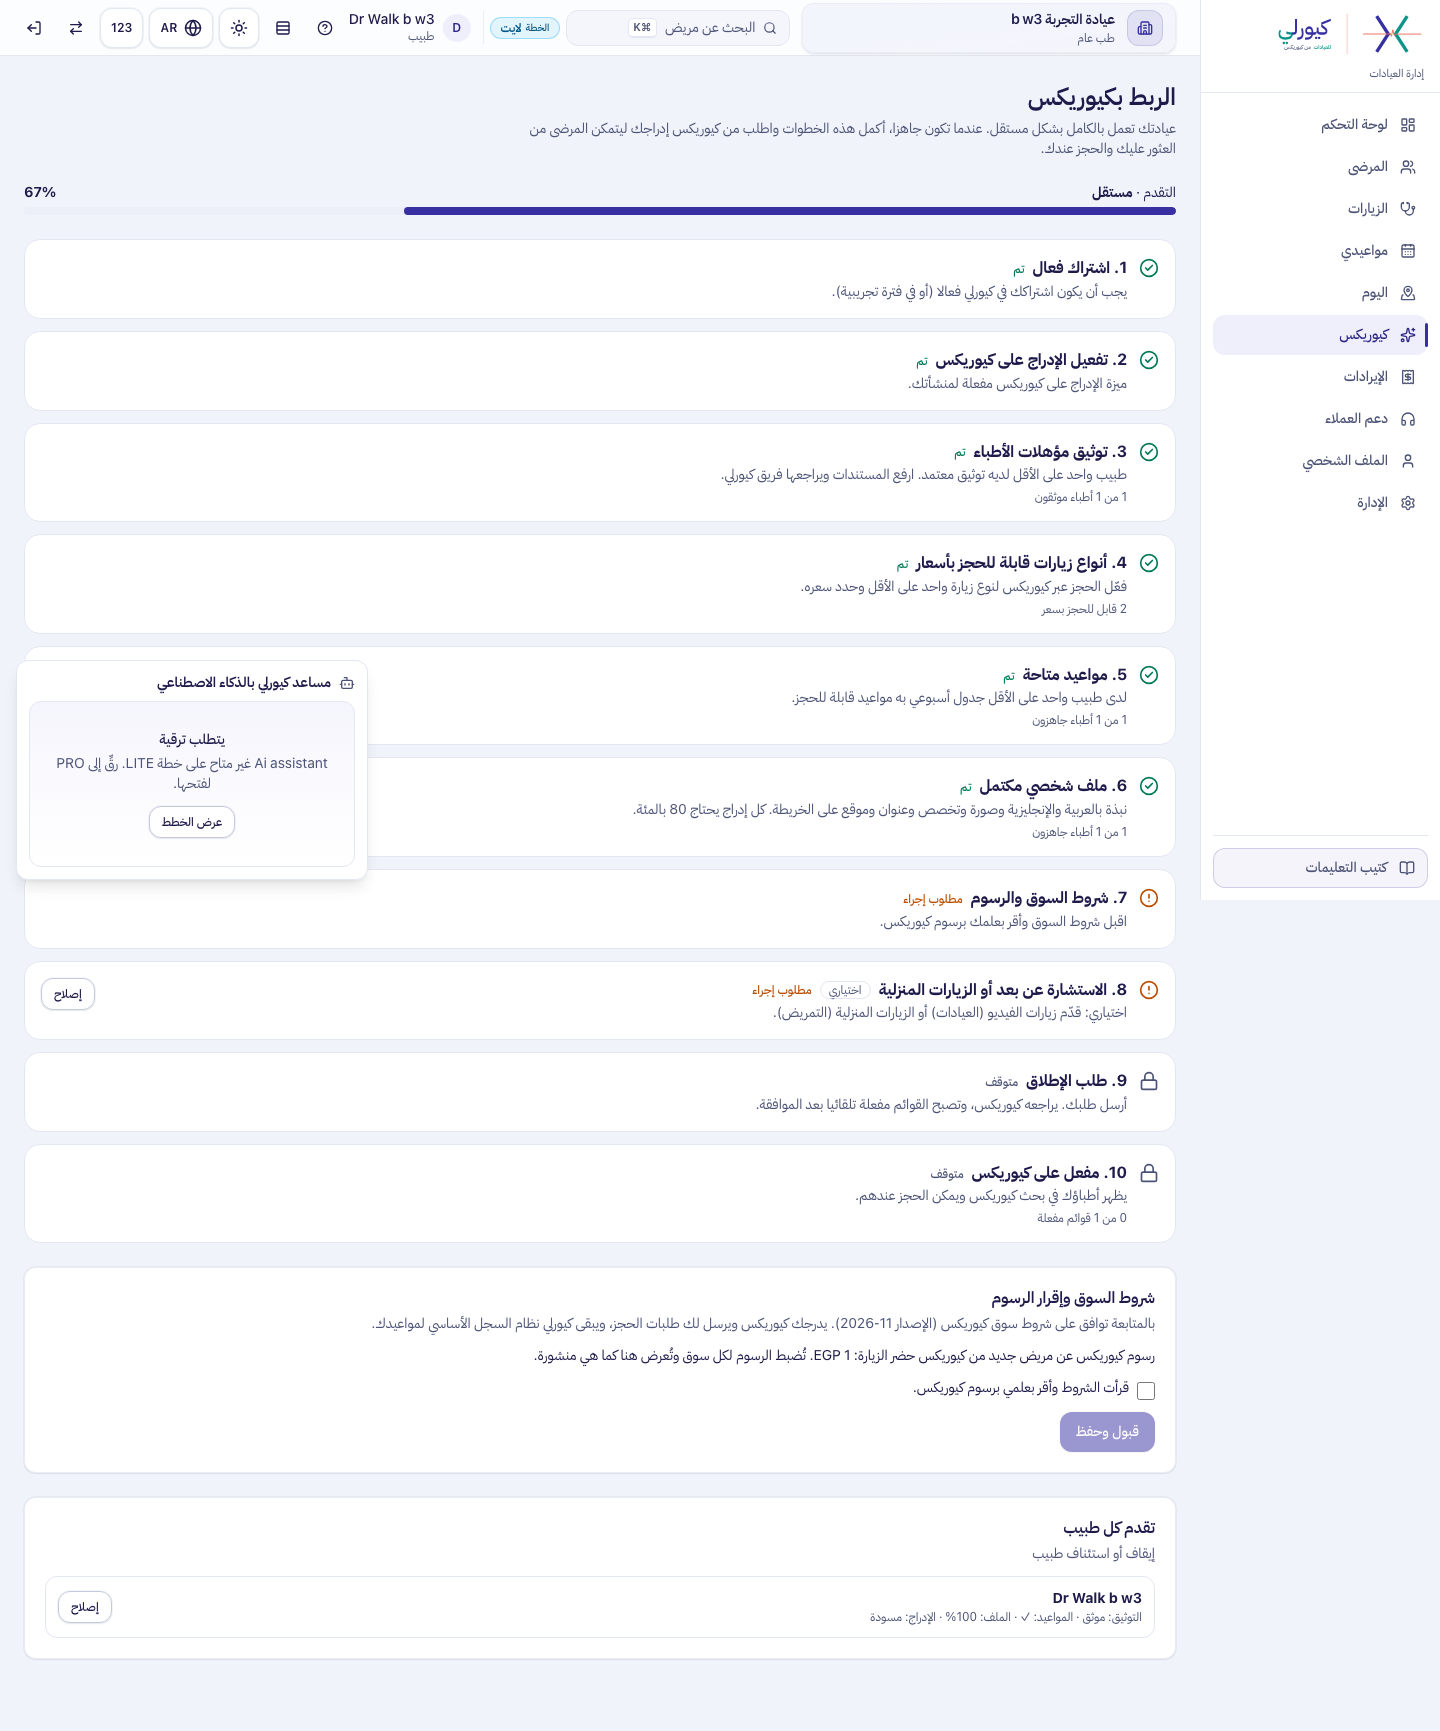 كيورلي
للعيادات من كيوريكس
إدارة العيادات
لوحة التحكم
المرضى
الزيارات
مواعيدي
اليوم
كيوريكس
الإيرادات
دعم العملاء
الملف الشخصي
الإدارة
كتيب التعليمات
عيادة التجربة b w3
طب عام
البحث عن مريض
⌘K
الخطة لايت
D
Dr Walk b w3
طبيب
AR
123
الربط بكيوريكس
عيادتك تعمل بالكامل بشكل مستقل. عندما تكون جاهزا، أكمل هذه الخطوات واطلب من كيوريكس إدراجك ليتمكن المرضى من
العثور عليك والحجز عندك.
التقدم · مستقل
67%
1. اشتراك فعال تم
يجب أن يكون اشتراكك في كيورلي فعالا (أو في فترة تجريبية).
2. تفعيل الإدراج على كيوريكس تم
ميزة الإدراج على كيوريكس مفعلة لمنشأتك.
3. توثيق مؤهلات الأطباء تم
طبيب واحد على الأقل لديه توثيق معتمد. ارفع المستندات ويراجعها فريق كيورلي.
1 من 1 أطباء موثقون
4. أنواع زيارات قابلة للحجز بأسعار تم
فعّل الحجز عبر كيوريكس لنوع زيارة واحد على الأقل وحدد سعره.
2 قابل للحجز بسعر
5. مواعيد متاحة تم
لدى طبيب واحد على الأقل جدول أسبوعي به مواعيد قابلة للحجز.
1 من 1 أطباء جاهزون
6. ملف شخصي مكتمل تم
نبذة بالعربية والإنجليزية وصورة وتخصص وعنوان وموقع على الخريطة. كل إدراج يحتاج 80 بالمئة.
1 من 1 أطباء جاهزون
مساعد كيورلي بالذكاء الاصطناعي
يتطلب ترقية
Ai assistant غير متاح على خطة LITE. رقٍّ إلى PRO
لفتحها.
عرض الخطط
7. شروط السوق والرسوم مطلوب إجراء
اقبل شروط السوق وأقر بعلمك برسوم كيوريكس.
8. الاستشارة عن بعد أو الزيارات المنزلية اختياري مطلوب إجراء
اختياري: قدّم زيارات الفيديو (العيادات) أو الزيارات المنزلية (التمريض).
إصلاح
9. طلب الإطلاق متوقف
أرسل طلبك. يراجعه كيوريكس، وتصبح القوائم مفعلة تلقائيا بعد الموافقة.
10. مفعل على كيوريكس متوقف
يظهر أطباؤك في بحث كيوريكس ويمكن الحجز عندهم.
0 من 1 قوائم مفعلة
شروط السوق وإقرار الرسوم
بالمتابعة توافق على شروط سوق كيوريكس (الإصدار 11-2026). يدرجك كيوريكس ويرسل لك طلبات الحجز، ويبقى كيورلي نظام السجل الأساسي لمواعيدك.
رسوم كيوريكس عن مريض جديد من كيوريكس حضر الزيارة: EGP 1. تُضبط الرسوم لكل سوق وتُعرض هنا كما هي منشورة.
قرأت الشروط وأقر بعلمي برسوم كيوريكس.
قبول وحفظ
تقدم كل طبيب
إيقاف أو استئناف طبيب
Dr Walk b w3
التوثيق: موثق · المواعيد: ✓ · الملف: 100% · الإدراج: مسودة
إصلاح